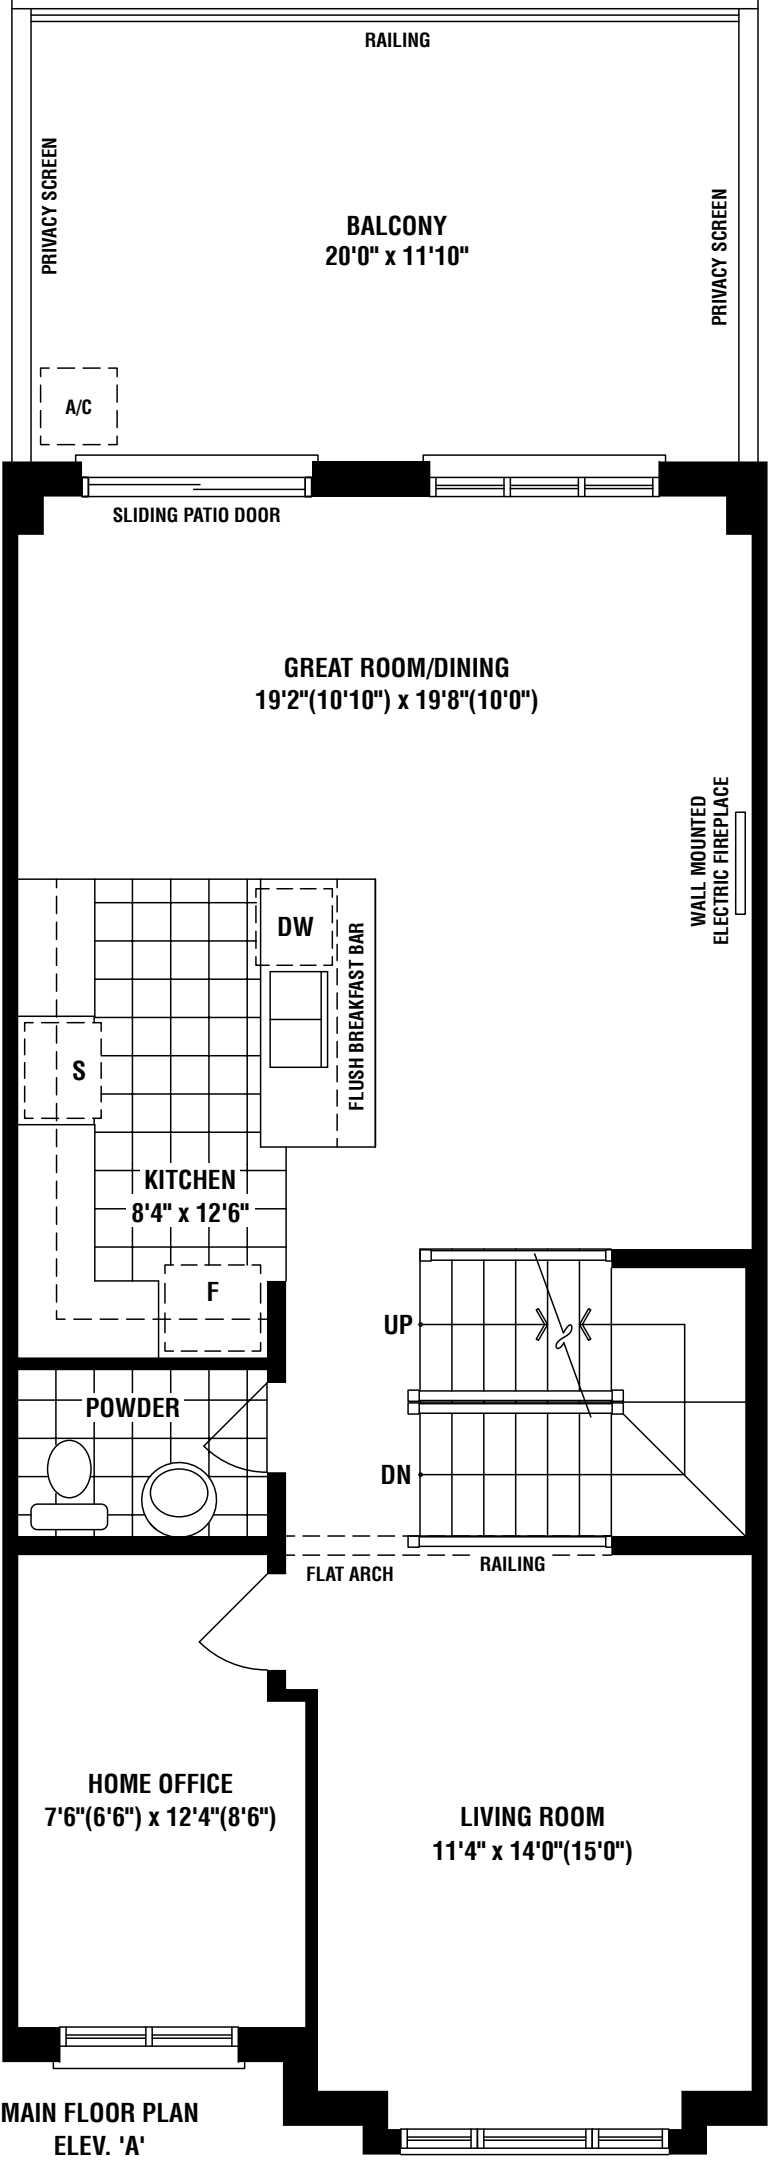 RAILING
PRIVACY SCREEN
PRIVACY SCREEN
BALCONY
20'0" x 11'10"
A/C
SLIDING PATIO DOOR
GREAT ROOM/DINING
19'2"(10'10") x 19'8"(10'0")
WALL MOUNTED
ELECTRIC FIREPLACE
DW
FLUSH BREAKFAST BAR
S
KITCHEN
8'4" x 12'6"
F
UP
POWDER
DN
FLAT ARCH
RAILING
HOME OFFICE
7'6"(6'6") x 12'4"(8'6")
LIVING ROOM
11'4" x 14'0"(15'0")
MAIN FLOOR PLAN
ELEV. 'A'